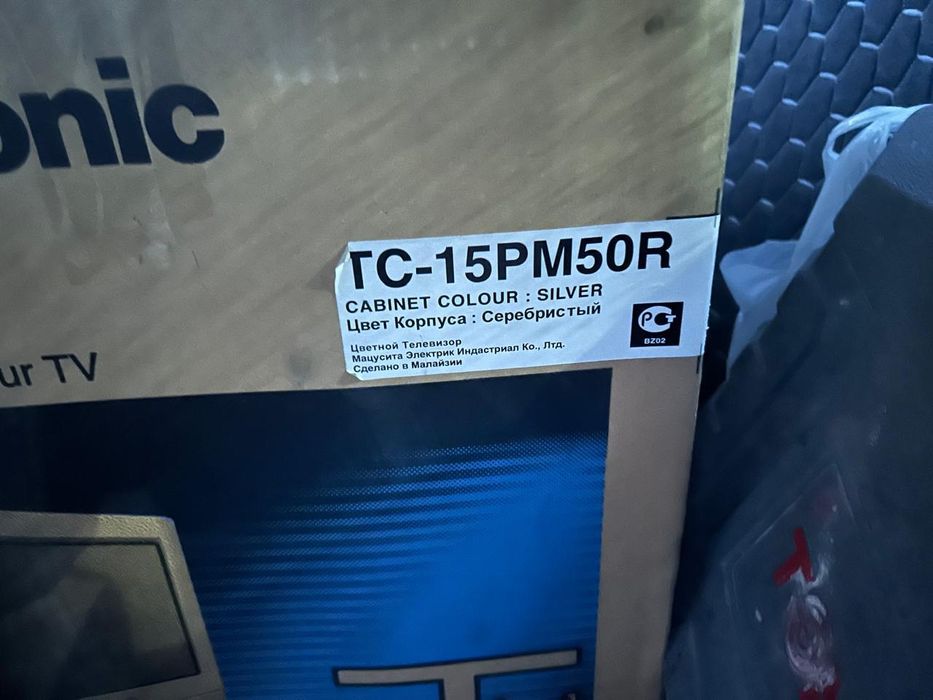 onic
TC-15PM50R
CABINET COLOUR : SILVER
Цвет Корпуса : Серебристый
Цветной Телевизор
Мацусита Электрик Индастриал Ко., Лтд.
Сделано в Малайзии
BZ02
ur TV